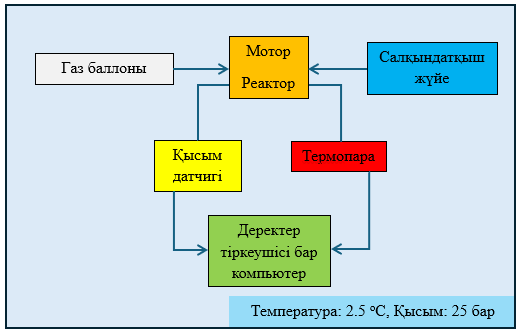 Мотор
Реактор
Газ баллоны
Салқындатқыш
жүйе
Қысым
датчигі
Термопара
Деректер
тіркеушісі бар
компьютер
Температура: 2.5 °C, Қысым: 25 бар